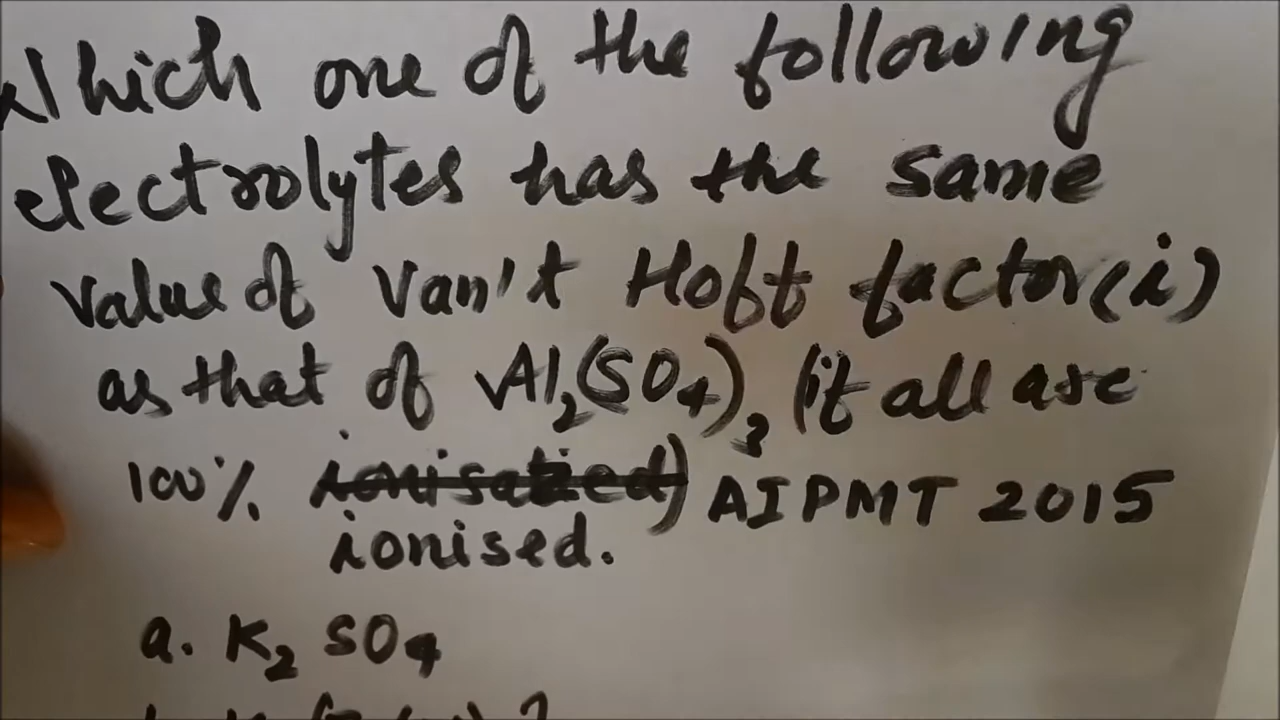 Which one of the following
electrolytes has the same
value of Van't Hoff factor (i)
as that of Al₂(SO₄)₃ (if all are
100% ionised) AIPMT 2015
ionised.
a. K₂ SO₄